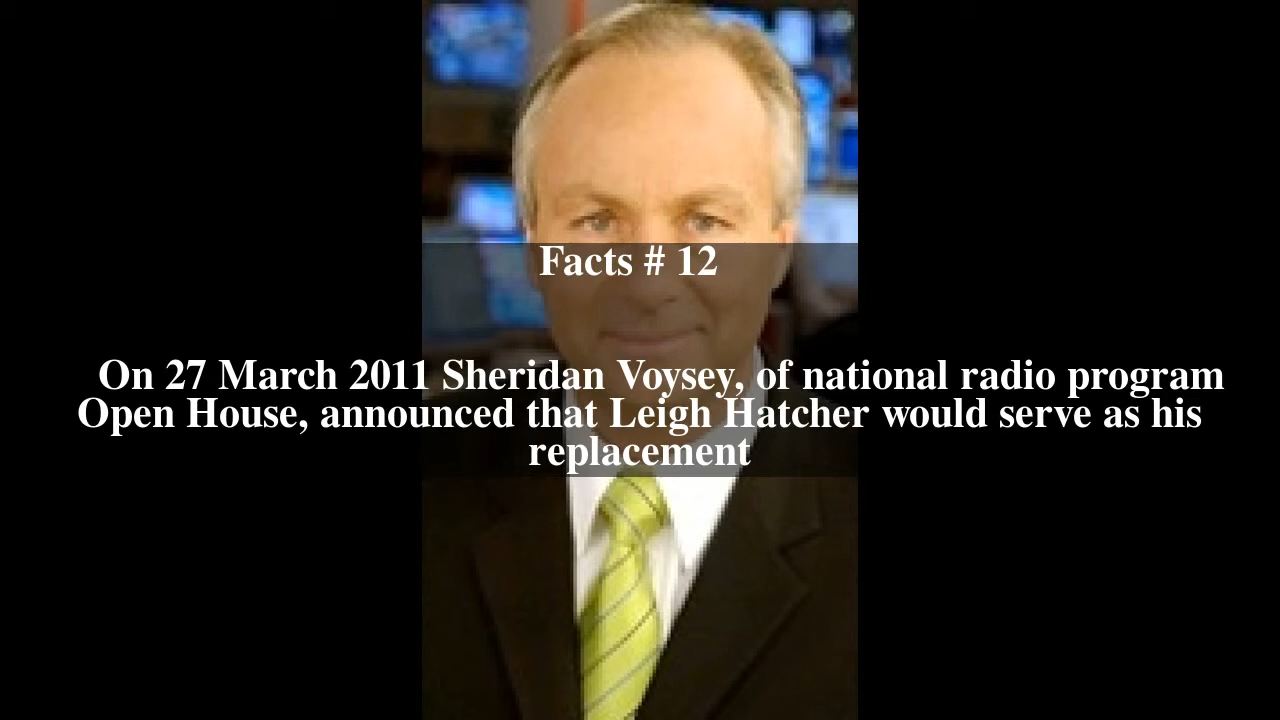 Facts # 12
On 27 March 2011 Sheridan Voysey, of national radio program
Open House, announced that Leigh Hatcher would serve as his
replacement